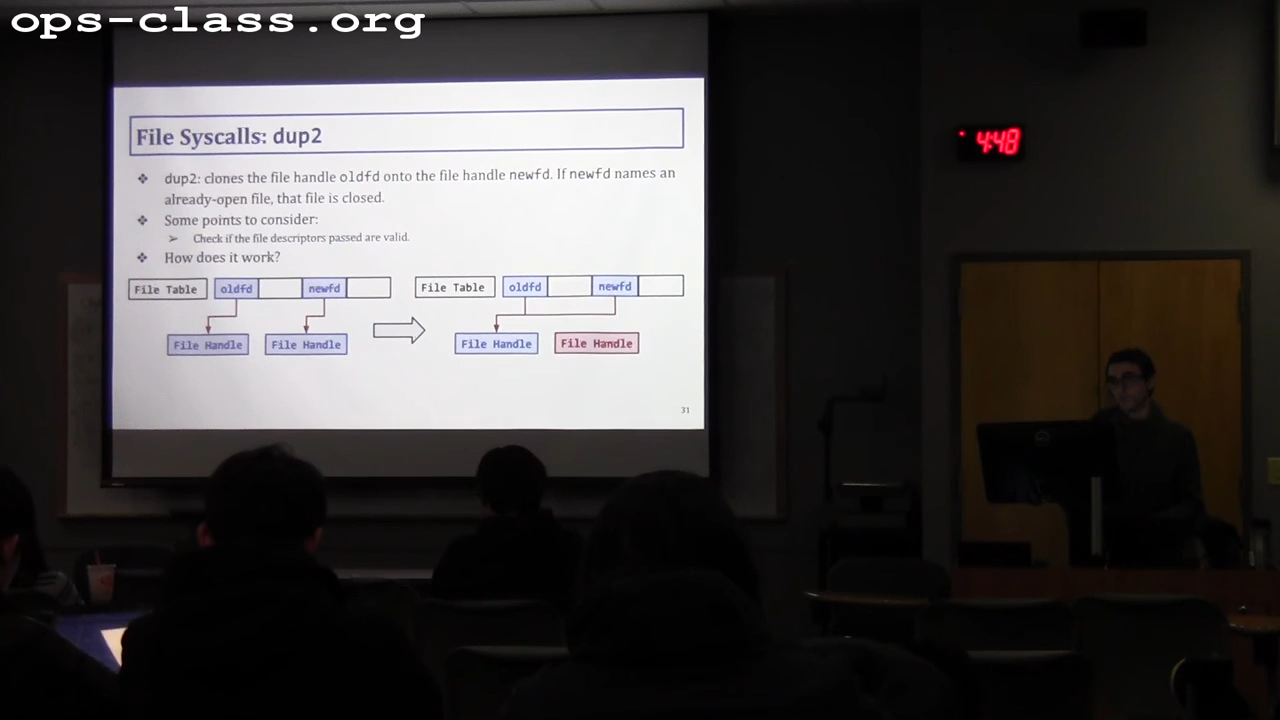 ops-class.org
File Syscalls: dup2
❖ dup2: clones the file handle oldfd onto the file handle newfd. If newfd names an
already-open file, that file is closed.
❖ Some points to consider:
➢ Check if the file descriptors passed are valid.
❖ How does it work?
File Table oldfd newfd File Table oldfd newfd
File Handle File Handle File Handle File Handle
31
4:48